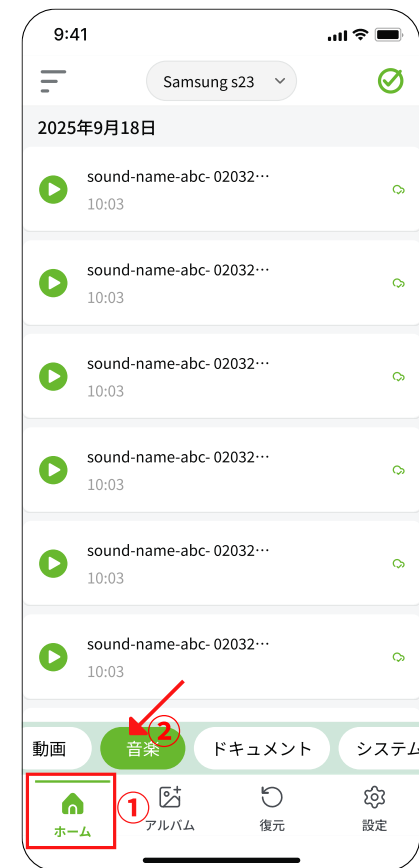 9:41
Samsung s23
2025年9月18日
sound-name-abc- 02032…
10:03
sound-name-abc- 02032…
10:03
sound-name-abc- 02032…
10:03
sound-name-abc- 02032…
10:03
sound-name-abc- 02032…
10:03
sound-name-abc- 02032…
10:03
②
動画 音楽 ドキュメント システム
①
ホーム アルバム 復元 設定